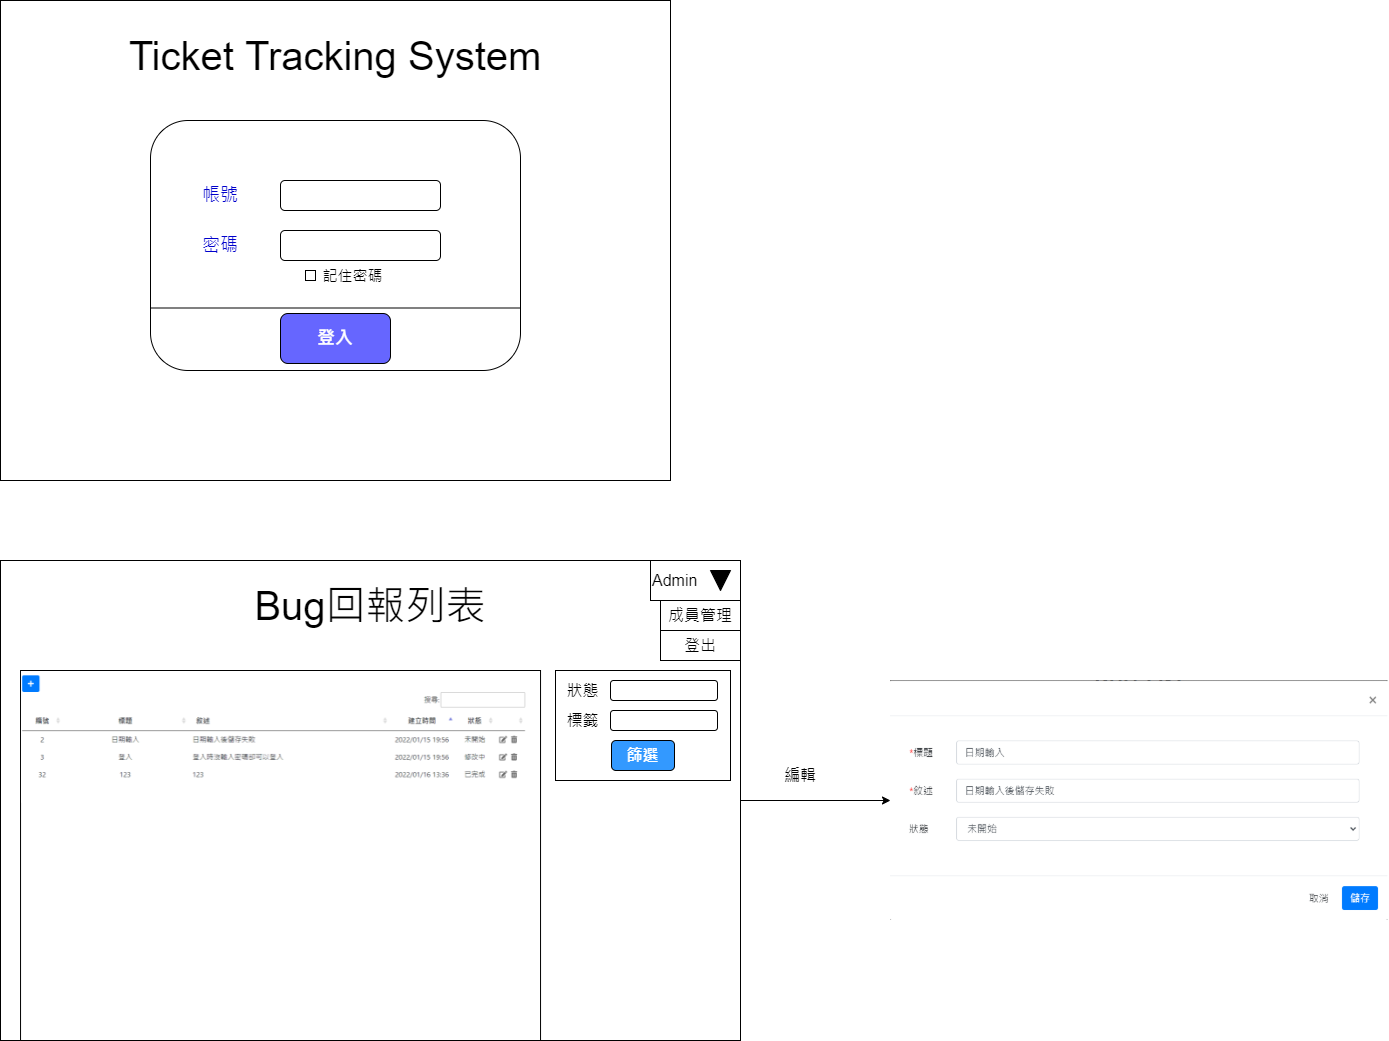 Ticket Tracking System
帳號
密碼
記住密碼
登入
Admin
Bug回報列表
成員管理
登出
+
搜尋:
編號 標題 敘述 建立時間 狀態
2 日期輸入 日期輸入後儲存失敗 2022/01/15 19:56 未開始
3 登入 登入時沒輸入密碼卻可以登入 2022/01/15 19:56 修改中
32 123 123 2022/01/16 13:36 已完成
狀態
標籤
篩選
編輯
×
*標題 日期輸入
*敘述 日期輸入後儲存失敗
狀態 未開始
取消 儲存